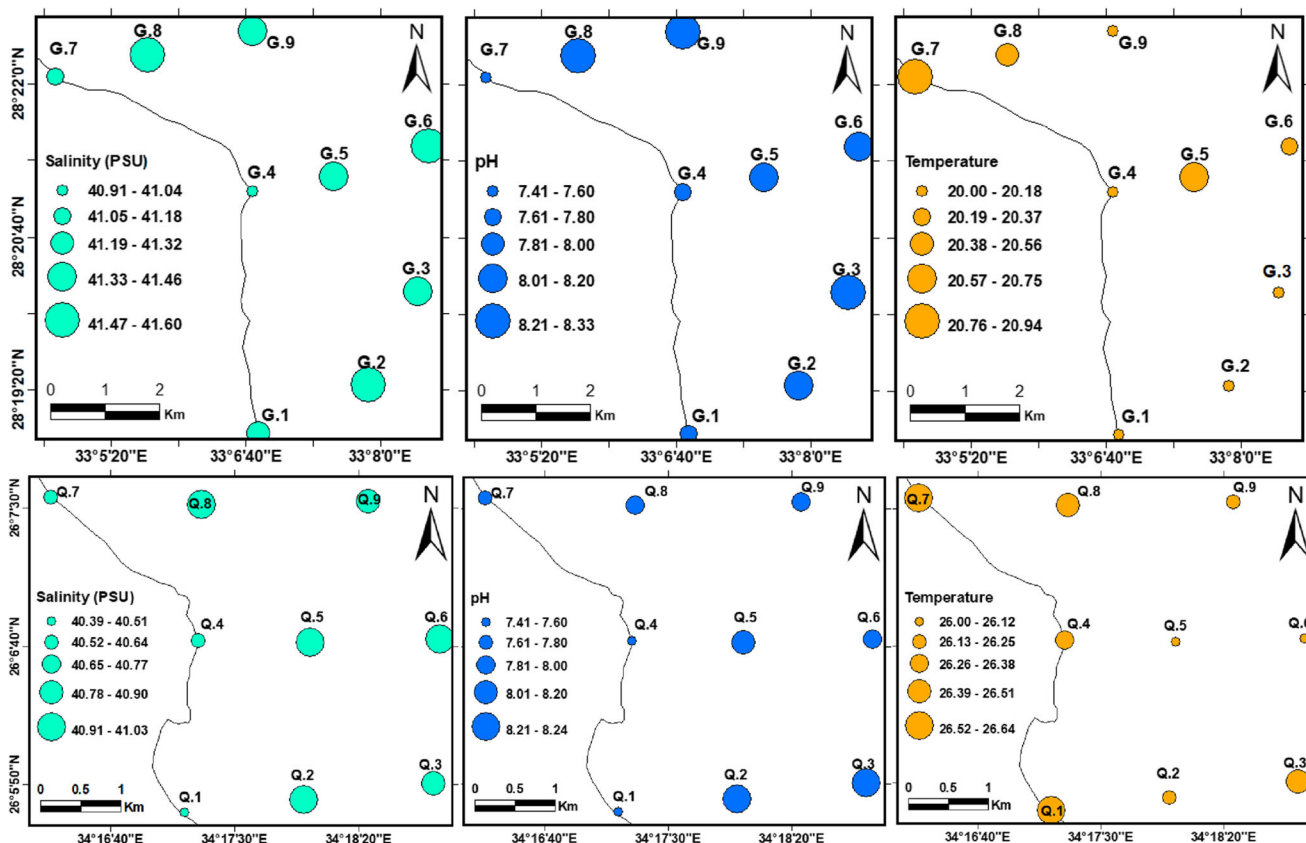 G.7
G.8
G.9
N
G.6
G.5
G.4
G.3
G.2
G.1
Salinity (PSU)
40.91 - 41.04
41.05 - 41.18
41.19 - 41.32
41.33 - 41.46
41.47 - 41.60
0 1 2
Km
28°22'0"N
28°20'40"N
28°19'20"N
33°5'20"E 33°6'40"E 33°8'0"E
G.7
G.8
G.9
N
G.6
G.5
G.4
G.3
G.2
G.1
pH
7.41 - 7.60
7.61 - 7.80
7.81 - 8.00
8.01 - 8.20
8.21 - 8.33
0 1 2
Km
33°5'20"E 33°6'40"E 33°8'0"E
G.7
G.8
G.9
N
G.6
G.5
G.4
G.3
G.2
G.1
Temperature
20.00 - 20.18
20.19 - 20.37
20.38 - 20.56
20.57 - 20.75
20.76 - 20.94
0 1 2
Km
33°5'20"E 33°6'40"E 33°8'0"E
Q.7
Q.8
Q.9
N
Q.6
Q.5
Q.4
Q.3
Q.2
Q.1
Salinity (PSU)
40.39 - 40.51
40.52 - 40.64
40.65 - 40.77
40.78 - 40.90
40.91 - 41.03
0 0.5 1
Km
26°7'30"N
26°6'40"N
26°5'50"N
34°16'40"E 34°17'30"E 34°18'20"E
Q.7
Q.8
Q.9
N
Q.6
Q.5
Q.4
Q.3
Q.2
Q.1
pH
7.41 - 7.60
7.61 - 7.80
7.81 - 8.00
8.01 - 8.20
8.21 - 8.24
0 0.5 1
Km
34°16'40"E 34°17'30"E 34°18'20"E
Q.7
Q.8
Q.9
N
Q.6
Q.5
Q.4
Q.3
Q.2
Q.1
Temperature
26.00 - 26.12
26.13 - 26.25
26.26 - 26.38
26.39 - 26.51
26.52 - 26.64
0 0.5 1
Km
34°16'40"E 34°17'30"E 34°18'20"E